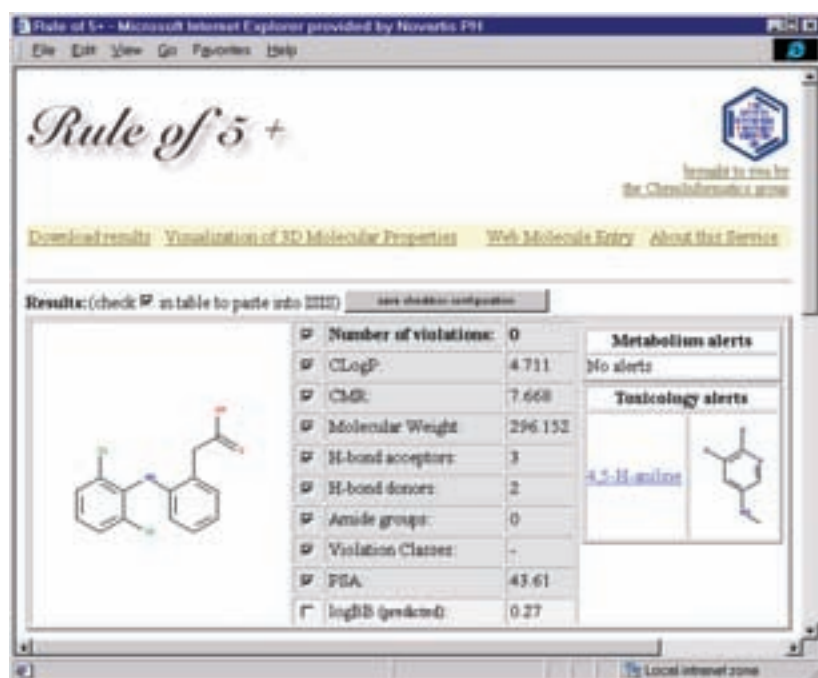 Rule of 5+ - Microsoft Internet Explorer provided by Novartis PH
File Edit View Go Favorites Help
Rule of 5 +
brought to you by
the ChemInformatics group
Download results Visualization of 3D Molecular Properties Web Molecule Entry About this Service
Results: (check in table to paste into ISIS) save checkbox configuration
Number of violations: 0
CLogP: 4.711
CMR: 7.668
Molecular Weight: 296.152
H-bond acceptors: 3
H-bond donors: 2
Amide groups: 0
Violation Classes: -
PSA: 43.61
logBB (predicted): 0.27
Metabolism alerts
No alerts
Toxicology alerts
4,5-H-aniline
Local intranet zone